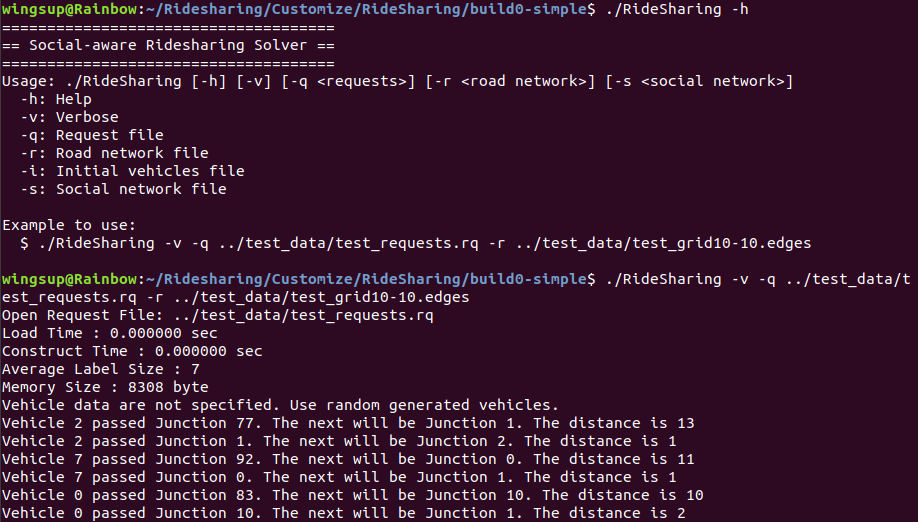 wingsup@Rainbow:~/Ridesharing/Customize/RideSharing/build0-simple$ ./RideSharing -h
=====================================
== Social-aware Ridesharing Solver ==
=====================================
Usage: ./RideSharing [-h] [-v] [-q <requests>] [-r <road network>] [-s <social network>]
  -h: Help
  -v: Verbose
  -q: Request file
  -r: Road network file
  -i: Initial vehicles file
  -s: Social network file

Example to use:
  $ ./RideSharing -v -q ../test_data/test_requests.rq -r ../test_data/test_grid10-10.edges

wingsup@Rainbow:~/Ridesharing/Customize/RideSharing/build0-simple$ ./RideSharing -v -q ../test_data/t
est_requests.rq -r ../test_data/test_grid10-10.edges
Open Request File: ../test_data/test_requests.rq
Load Time : 0.000000 sec
Construct Time : 0.000000 sec
Average Label Size : 7
Memory Size : 8308 byte
Vehicle data are not specified. Use random generated vehicles.
Vehicle 2 passed Junction 77. The next will be Junction 1. The distance is 13
Vehicle 2 passed Junction 1. The next will be Junction 2. The distance is 1
Vehicle 7 passed Junction 92. The next will be Junction 0. The distance is 11
Vehicle 7 passed Junction 0. The next will be Junction 1. The distance is 1
Vehicle 0 passed Junction 83. The next will be Junction 10. The distance is 10
Vehicle 0 passed Junction 10. The next will be Junction 1. The distance is 2